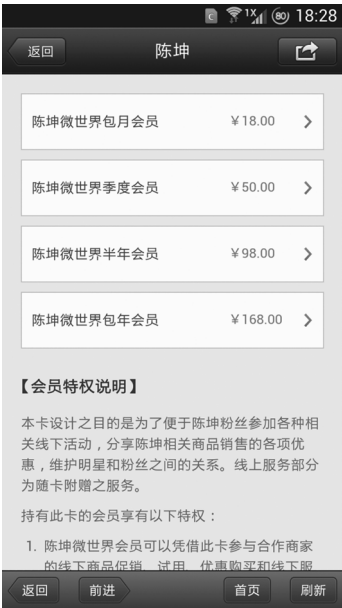 1X 80 18:28
返回 陈坤
陈坤微世界包月会员 ￥18.00
陈坤微世界季度会员 ￥50.00
陈坤微世界半年会员 ￥98.00
陈坤微世界包年会员 ￥168.00
【会员特权说明】
本卡设计之目的是为了便于陈坤粉丝参加各种相
关线下活动，分享陈坤相关商品销售的各项优
惠，维护明星和粉丝之间的关系。线上服务部分
为随卡附赠之服务。
持有此卡的会员享有以下特权：
1. 陈坤微世界会员可以凭借此卡参与合作商家
的线下商品促销、试用、优惠购买和线下服
返回 前进 首页 刷新